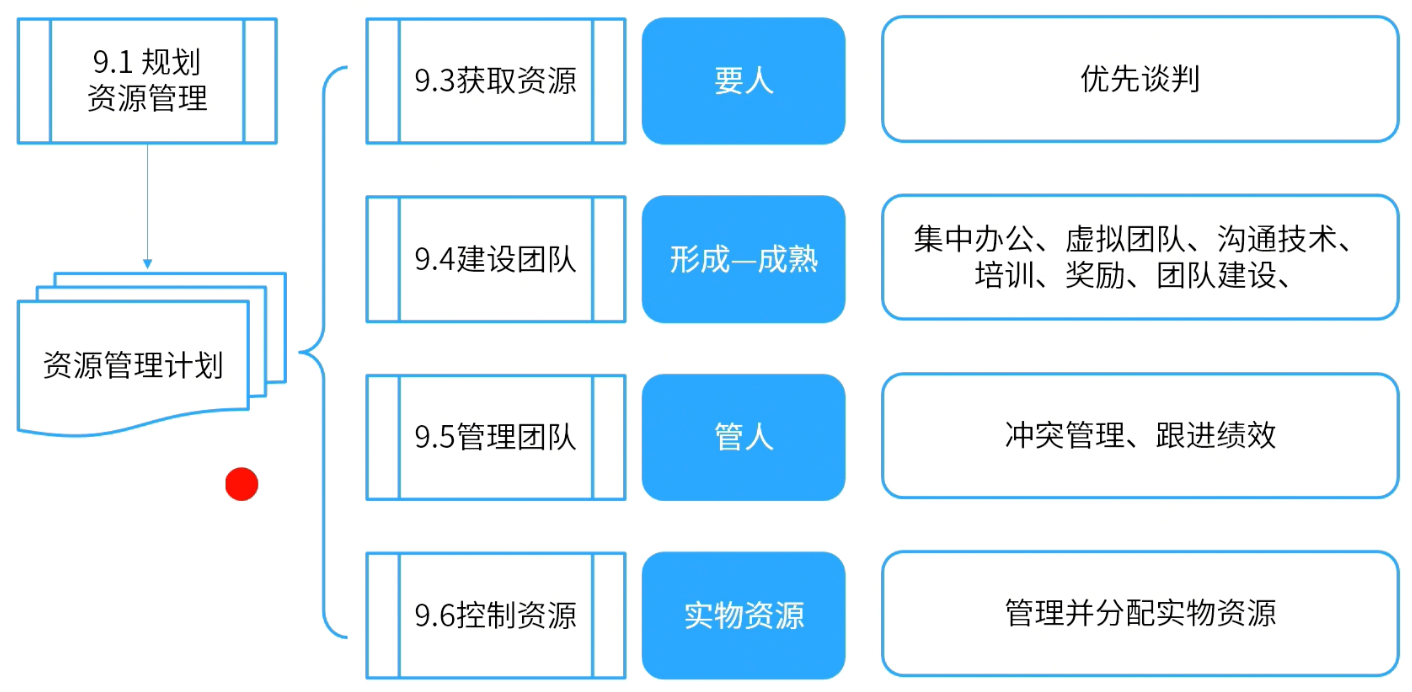 9.1 规划
资源管理
资源管理计划
9.3获取资源
要人
优先谈判
9.4建设团队
形成—成熟
集中办公、虚拟团队、沟通技术、
培训、奖励、团队建设、
9.5管理团队
管人
冲突管理、跟进绩效
9.6控制资源
实物资源
管理并分配实物资源